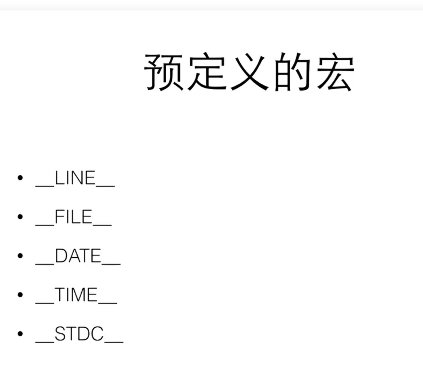 预定义的宏
• __LINE__
• __FILE__
• __DATE__
• __TIME__
• __STDC__